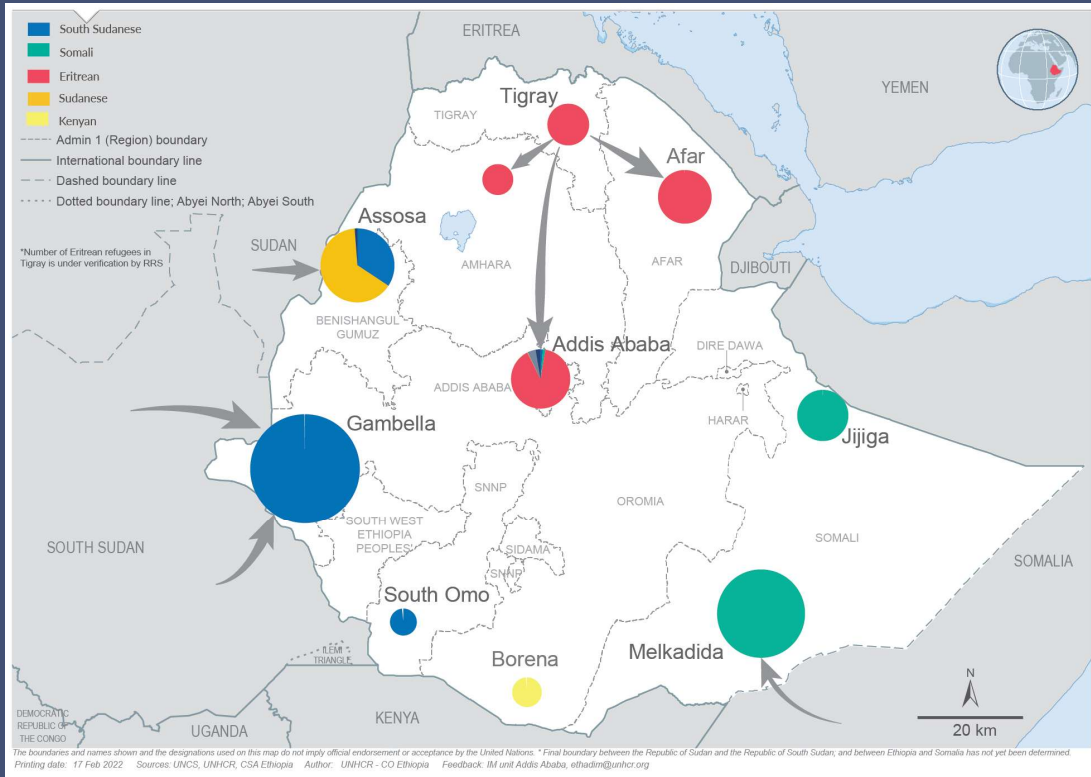 South Sudanese
Somali
Eritrean
Sudanese
Kenyan
Admin 1 (Region) boundary
International boundary line
Dashed boundary line
Dotted boundary line; Abyei North; Abyei South
*Number of Eritrean refugees in
Tigray is under verification by RRS
ERITREA
YEMEN
Tigray
TIGRAY
Afar
Assosa
SUDAN
AMHARA
AFAR
DJIBOUTI
BENISHANGUL
GUMUZ
Addis Ababa
DIRE DAWA
ADDIS ABABA
HARAR
Gambella
Jijiga
SNNP
OROMIA
SOUTH WEST
ETHIOPIA
PEOPLES'
SOMALI
SOUTH SUDAN
SIDAMA
SOMALIA
SNNP
South Omo
ILEMI
TRIANGLE
Borena
Melkadida
N
DEMOCRATIC
REPUBLIC OF
THE CONGO
UGANDA
KENYA
20 km
The boundaries and names shown and the designations used on this map do not imply official endorsement or acceptance by the United Nations. * Final boundary between the Republic of Sudan and the Republic of South Sudan, and between Ethiopia and Somalia has not yet been determined.
Printing date: 17 Feb 2022 Sources: UNCS, UNHCR, CSA Ethiopia Author: UNHCR - CO Ethiopia Feedback: IM unit Addis Ababa, ethadim@unhcr.org